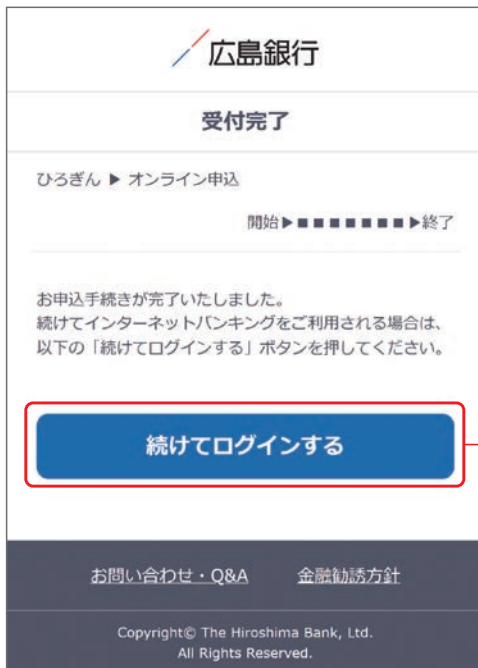 広島銀行
受付完了
ひろぎん ▶ オンライン申込
開始▶■■■■■■■▶終了
お申込手続きが完了いたしました。
続けてインターネットバンキングをご利用される場合は、
以下の「続けてログインする」ボタンを押してください。
続けてログインする
お問い合わせ・Q&A 金融勧誘方針
Copyright© The Hiroshima Bank, Ltd.
All Rights Reserved.